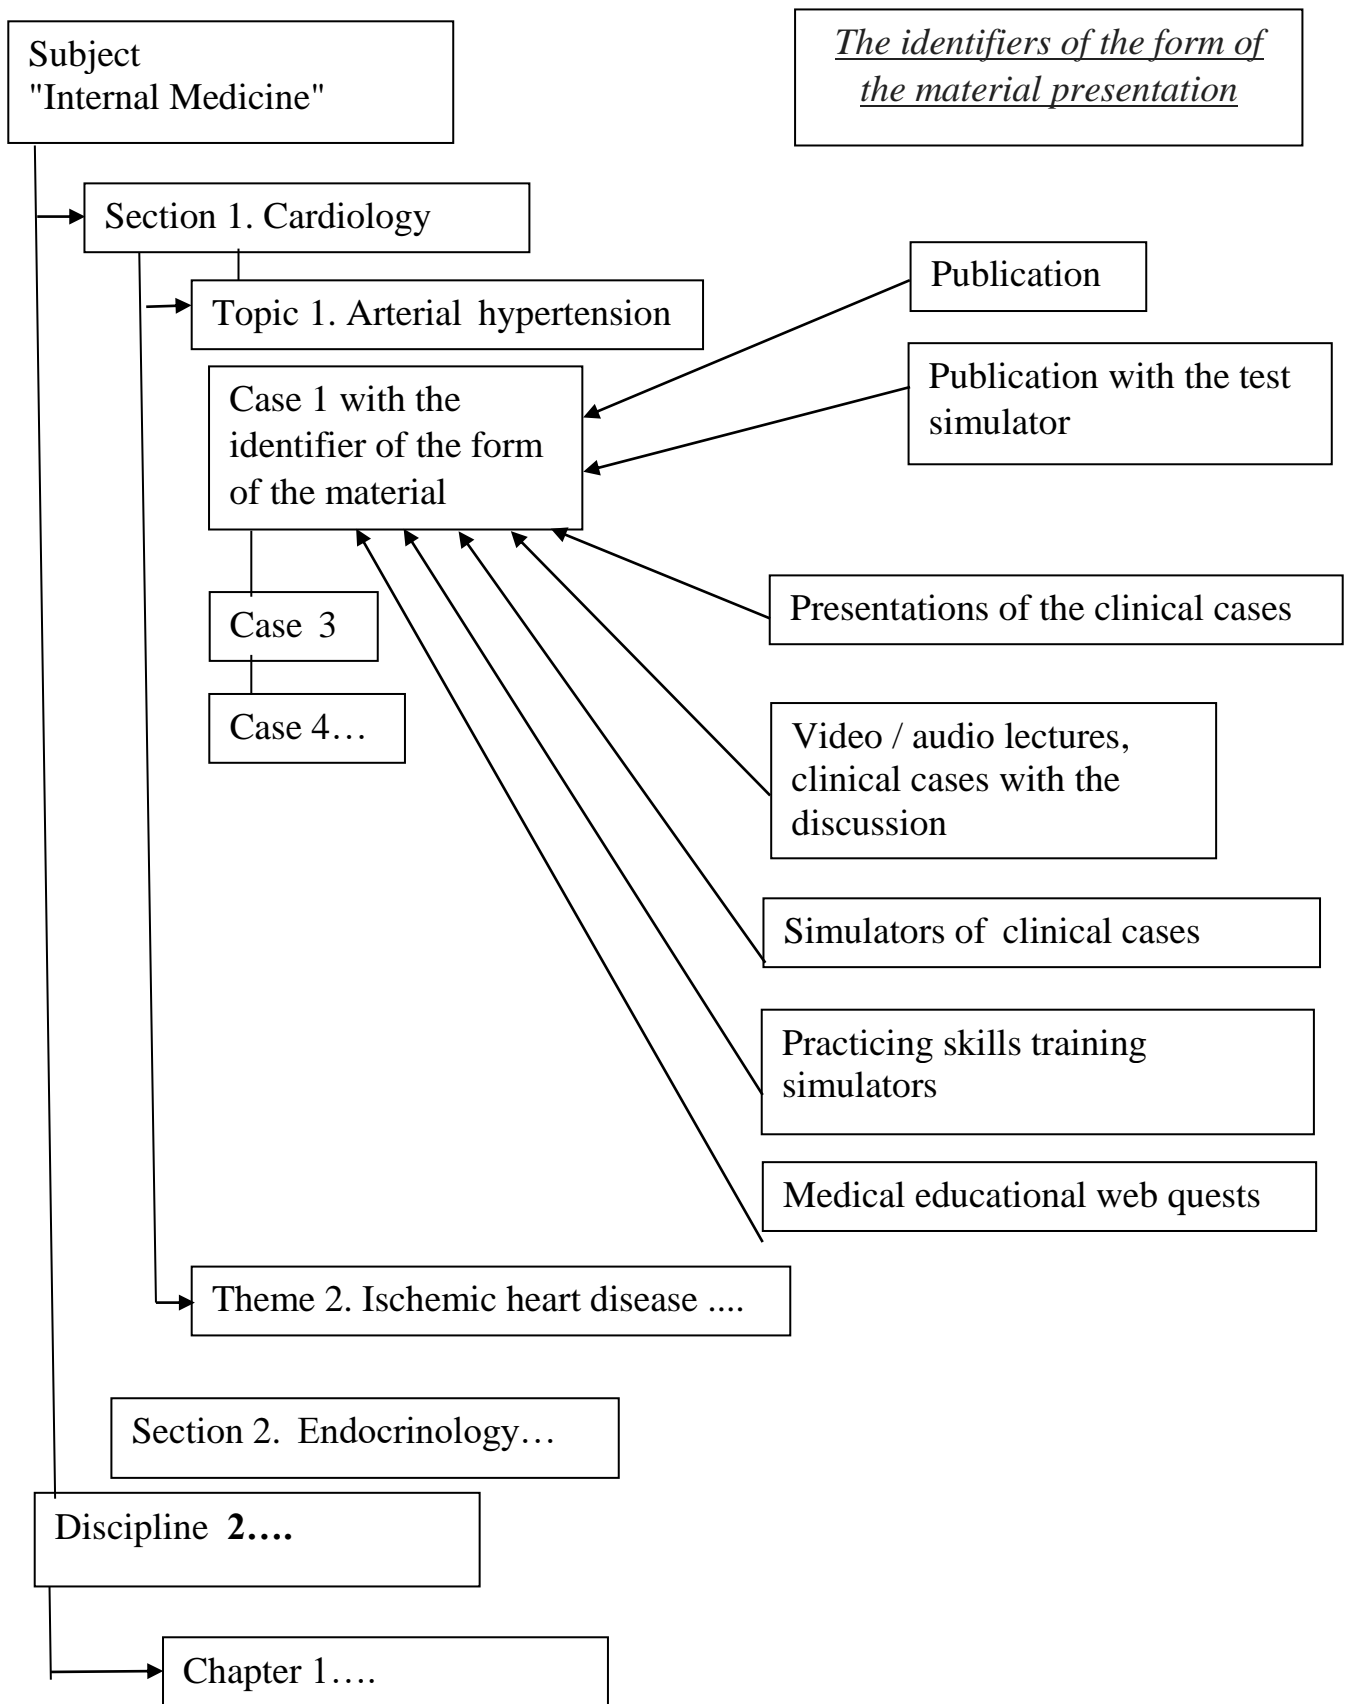 Subject
"Internal Medicine"
The identifiers of the form of
the material presentation
Section 1. Cardiology
Topic 1. Arterial hypertension
Publication
Case 1 with the
identifier of the form
of the material
Publication with the test
simulator
Case 3
Presentations of the clinical cases
Case 4…
Video / audio lectures,
clinical cases with the
discussion
Simulators of clinical cases
Practicing skills training
simulators
Medical educational web quests
Theme 2. Ischemic heart disease ....
Section 2. Endocrinology…
Discipline 2….
Chapter 1….